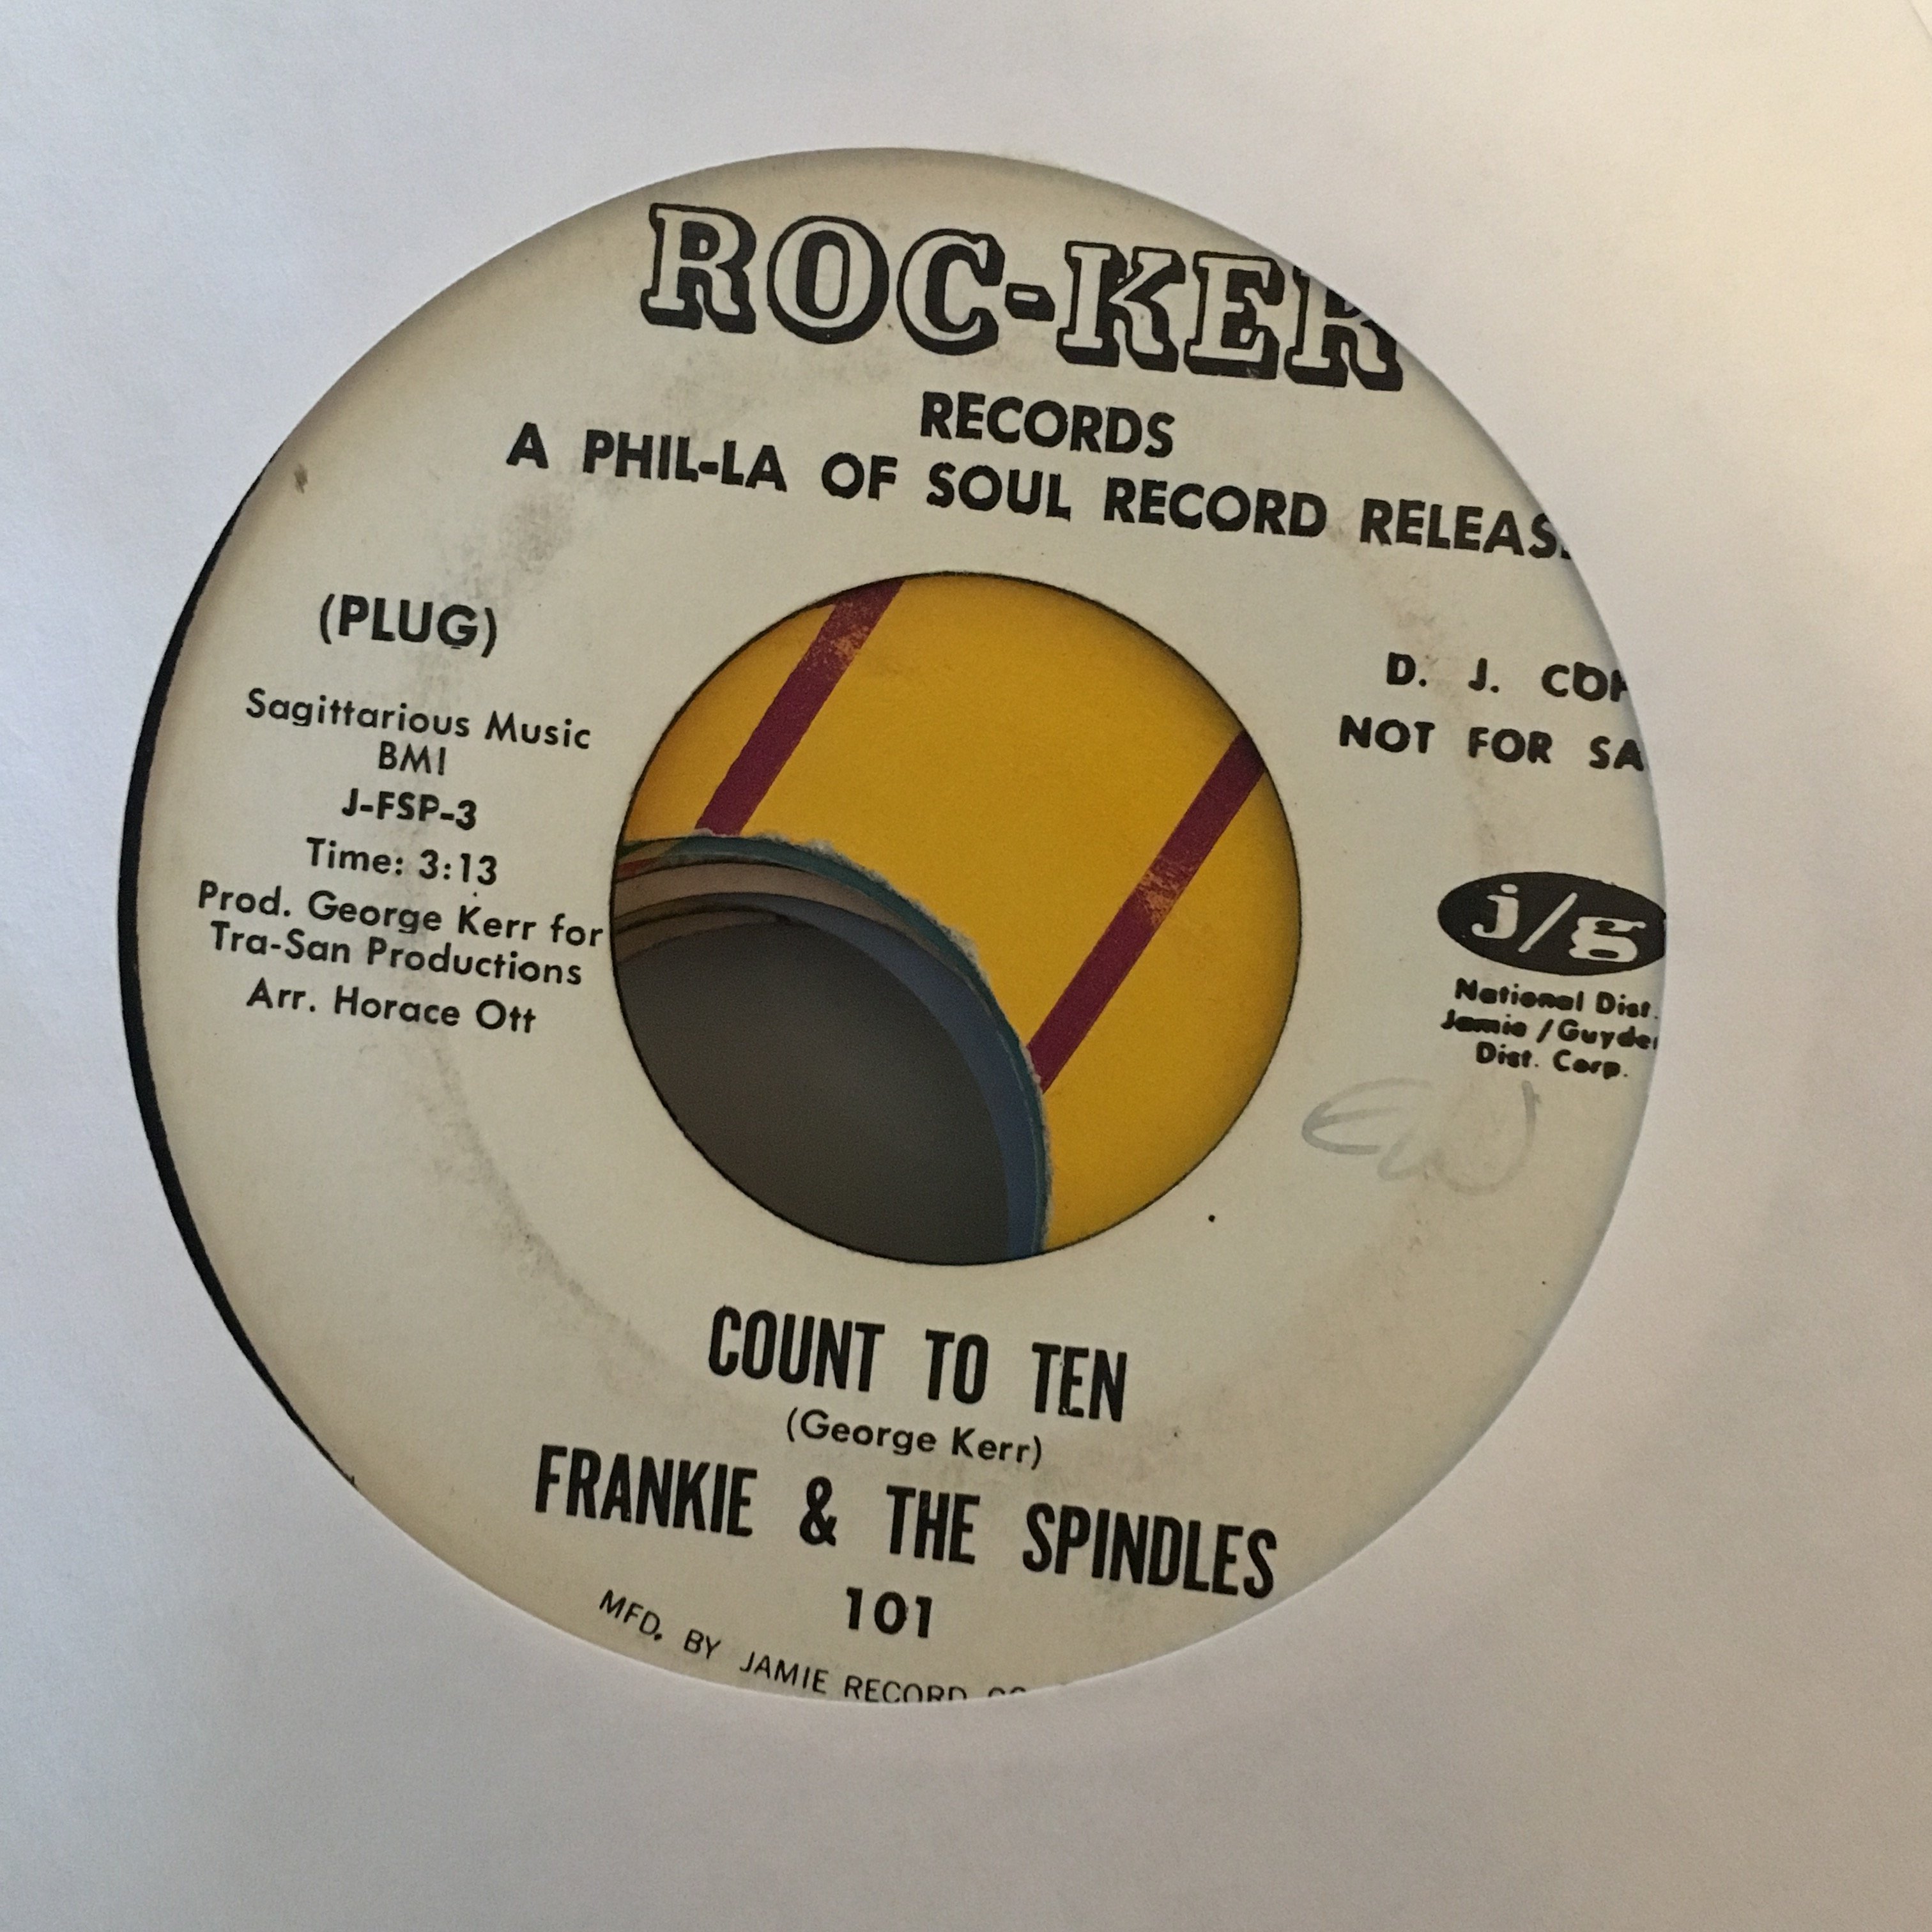 ROC-KER
RECORDS
A PHIL-LA OF SOUL RECORD RELEAS
(PLUG)
Sagittarious Music
BMI
J-FSP-3
Time: 3:13
Prod. George Kerr for
Tra-San Productions
Arr. Horace Ott
D. J. COP
NOT FOR SA
j/g
National Dist.
Jamie / Guyde
Dist. Corp.
EW
COUNT TO TEN
(George Kerr)
FRANKIE & THE SPINDLES
101
MFD. BY JAMIE RECORD CO